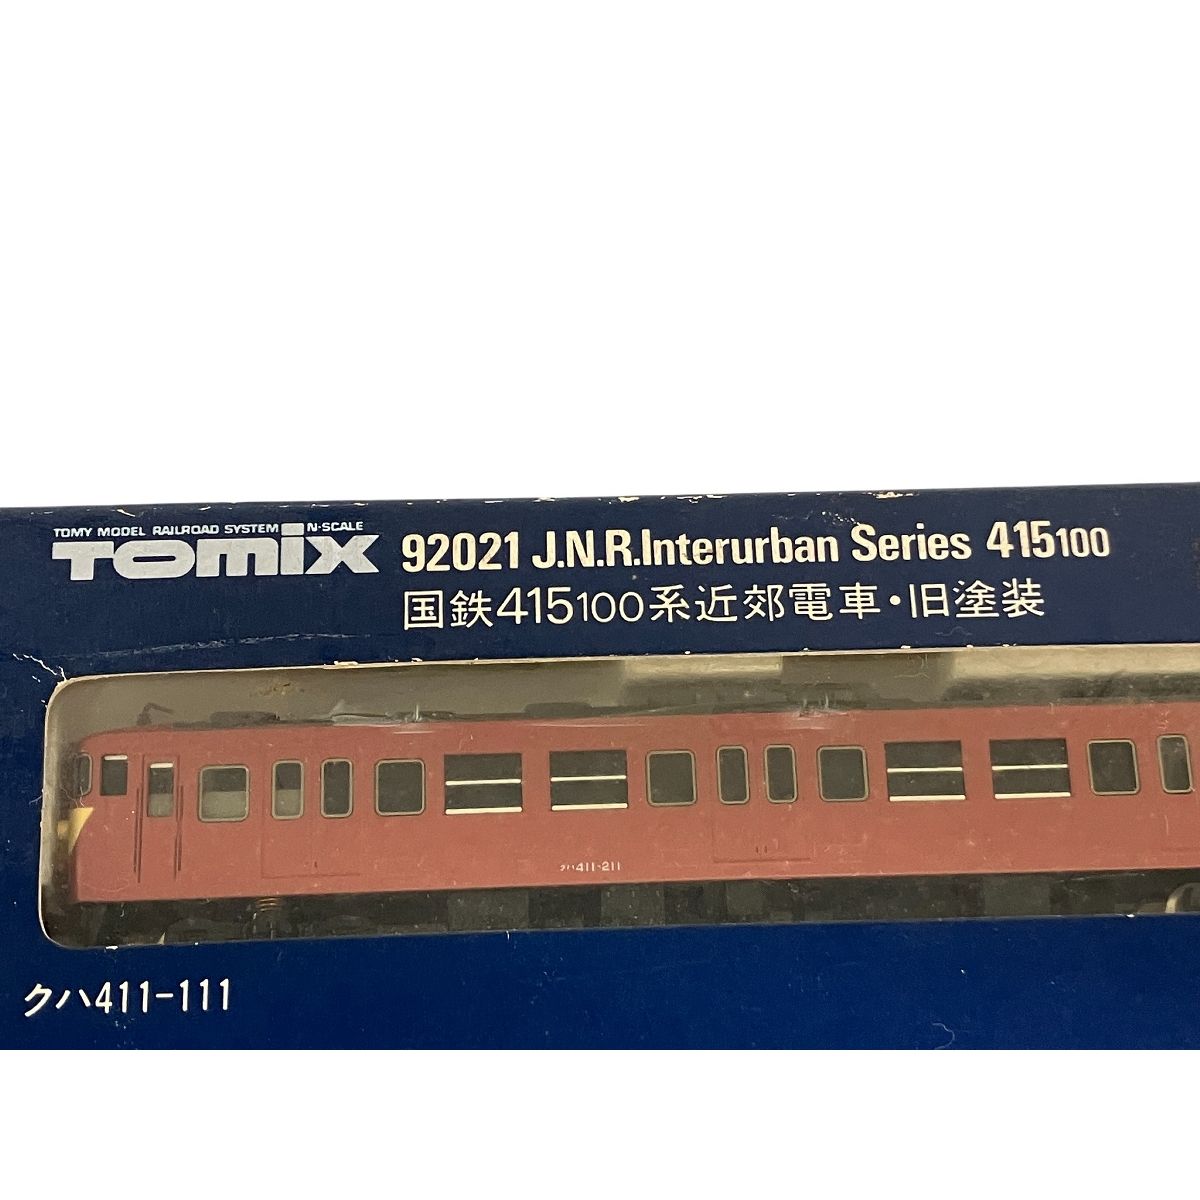 TOMY MODEL RAILROAD SYSTEM N-SCALE
TOMIX 92021 J.N.R.Interurban Series 415100
国鉄415100系近郊電車・旧塗装
クハ411-211
クハ411-111